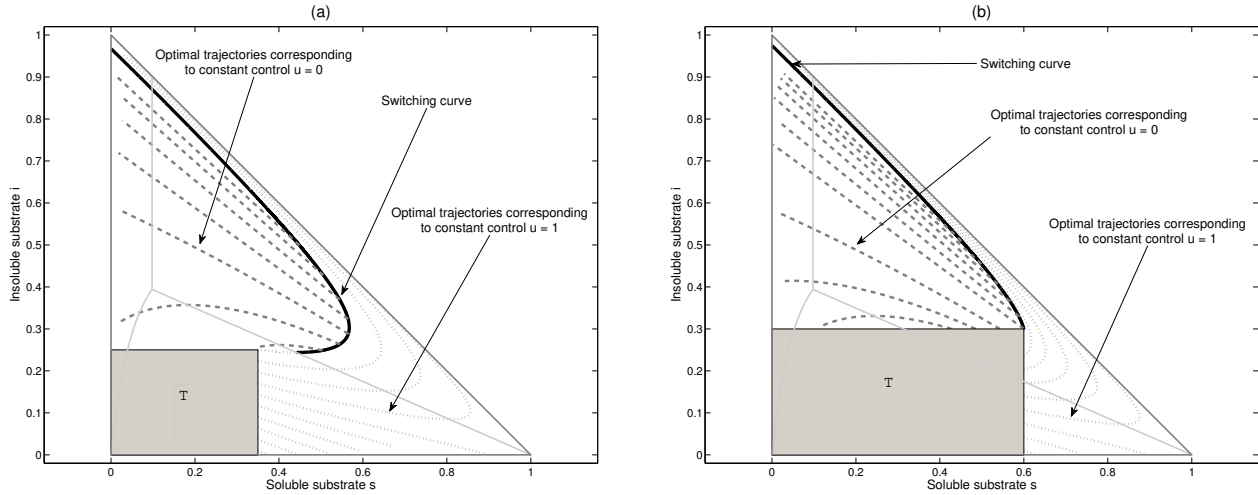 (a)
1
0.9
0.8
0.7
0.6
0.5
0.4
0.3
0.2
0.1
0
Insoluble substrate i
Optimal trajectories corresponding
to constant control u = 0
Switching curve
Optimal trajectories corresponding
to constant control u = 1
T
0 0.2 0.4 0.6 0.8 1
Soluble substrate s
(b)
1
0.9
0.8
0.7
0.6
0.5
0.4
0.3
0.2
0.1
0
Insoluble substrate i
Switching curve
Optimal trajectories corresponding
to constant control u = 0
Optimal trajectories corresponding
to constant control u = 1
T
0 0.2 0.4 0.6 0.8 1
Soluble substrate s